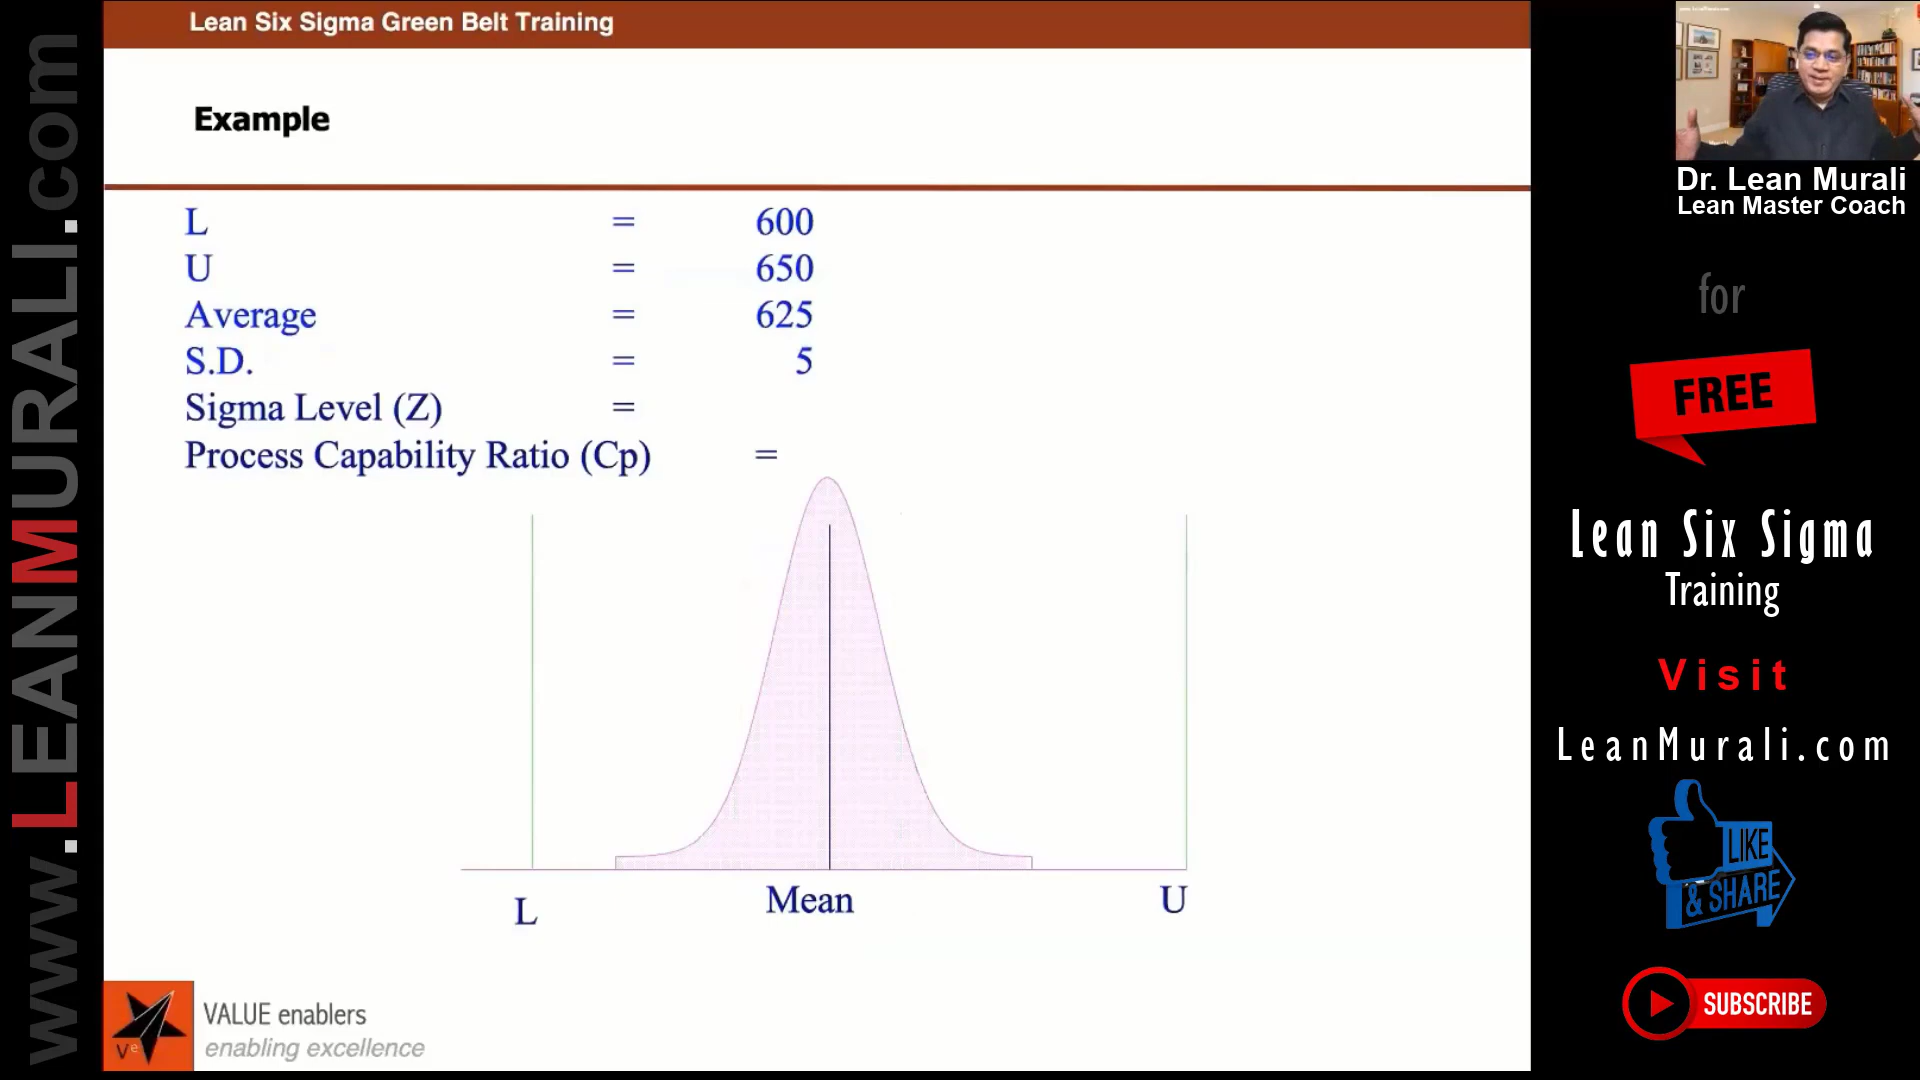 www.LEANMURALI.com
Lean Six Sigma Green Belt Training
Example
L = 600
U = 650
Average = 625
S.D. = 5
Sigma Level (Z) =
Process Capability Ratio (Cp) =
L Mean U
Ve
VALUE enablers
enabling excellence
Dr. Lean Murali
Lean Master Coach
for
FREE
Lean Six Sigma
Training
Visit
LeanMurali.com
LIKE
& SHARE
SUBSCRIBE